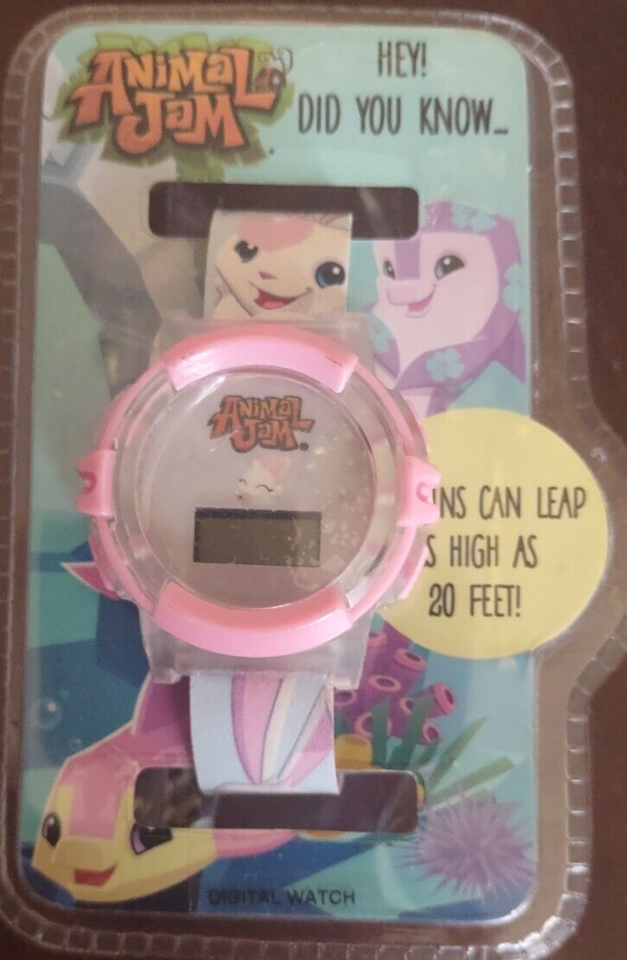 ANIMAL
JAM
HEY!
DID YOU KNOW...
ANIMAL
JAM
INS CAN LEAP
S HIGH AS
20 FEET!
DIGITAL WATCH